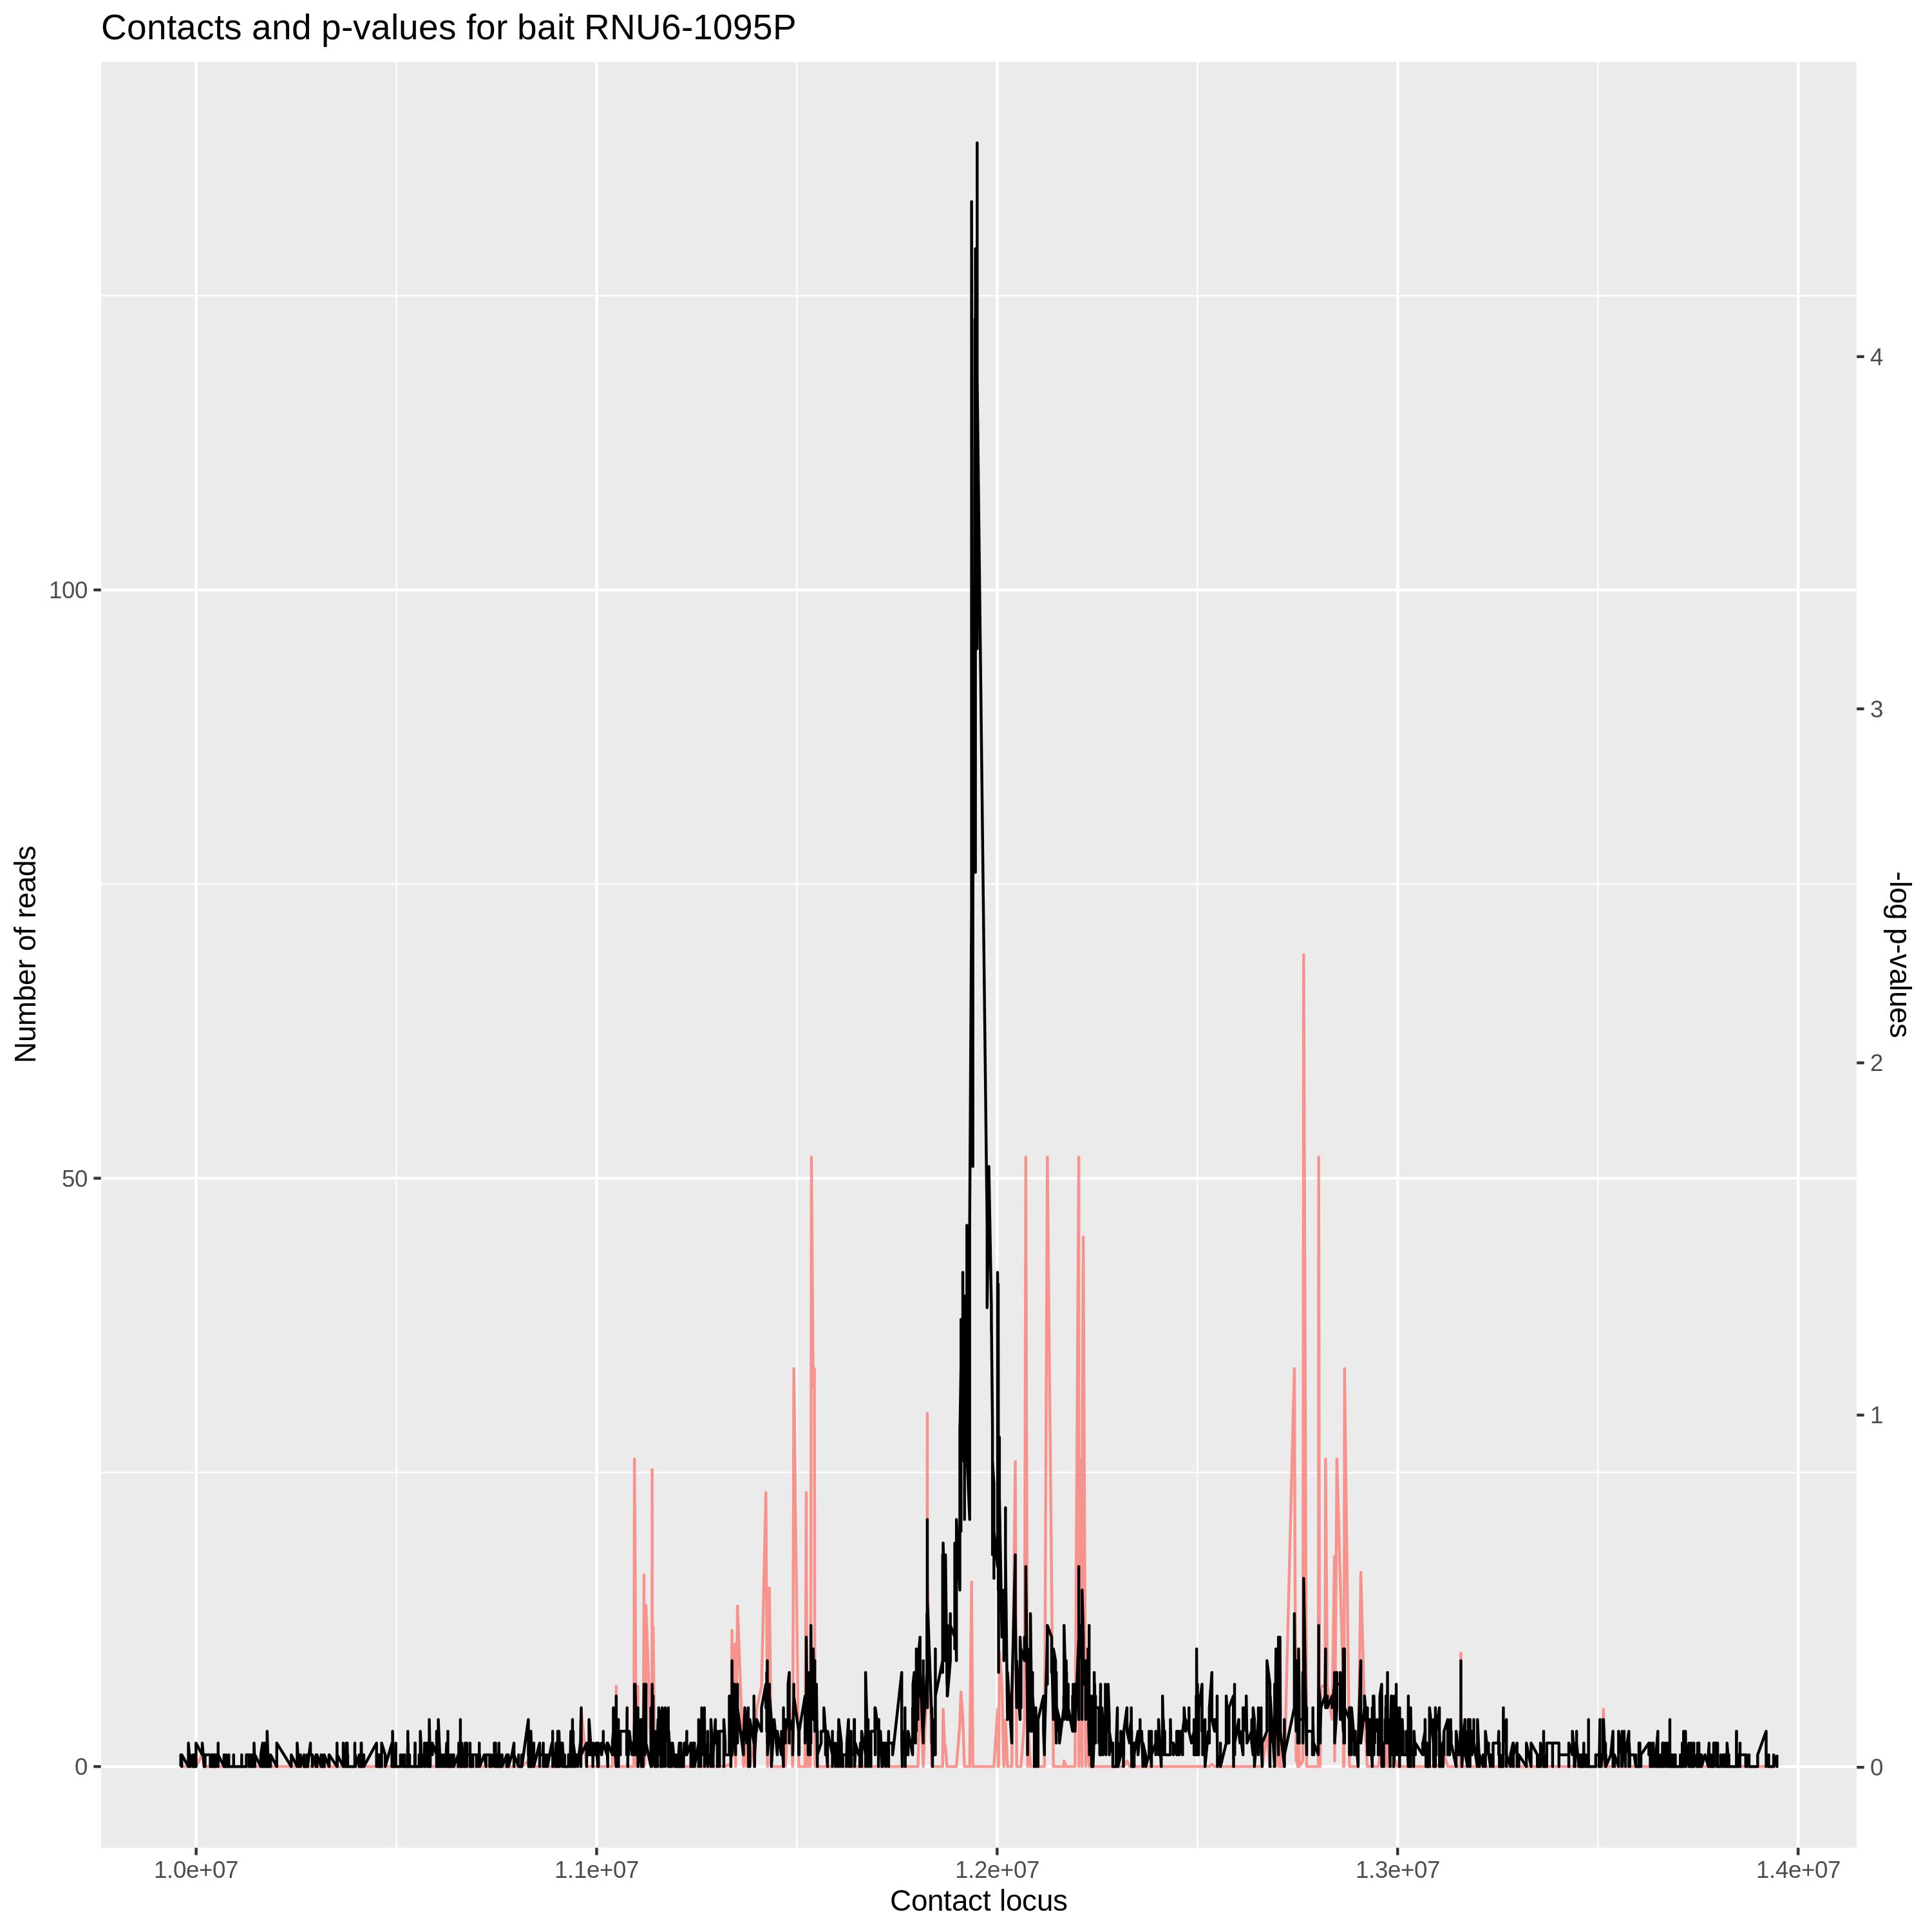 Contacts and p-values for bait RNU6-1095P
Number of reads
100
50
0
4
3
2
1
0
-log p-values
1.0e+07
1.1e+07
1.2e+07
1.3e+07
1.4e+07
Contact locus